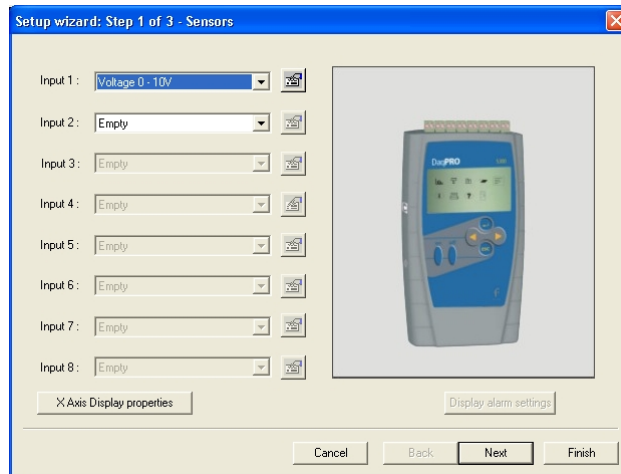 Setup wizard: Step 1 of 3 - Sensors
Input 1 : Voltage 0 - 10V
Input 2 : Empty
Input 3 : Empty
Input 4 : Empty
Input 5 : Empty
Input 6 : Empty
Input 7 : Empty
Input 8 : Empty
DaqPRO
X Axis Display properties
Display alarm settings
Cancel
Back
Next
Finish